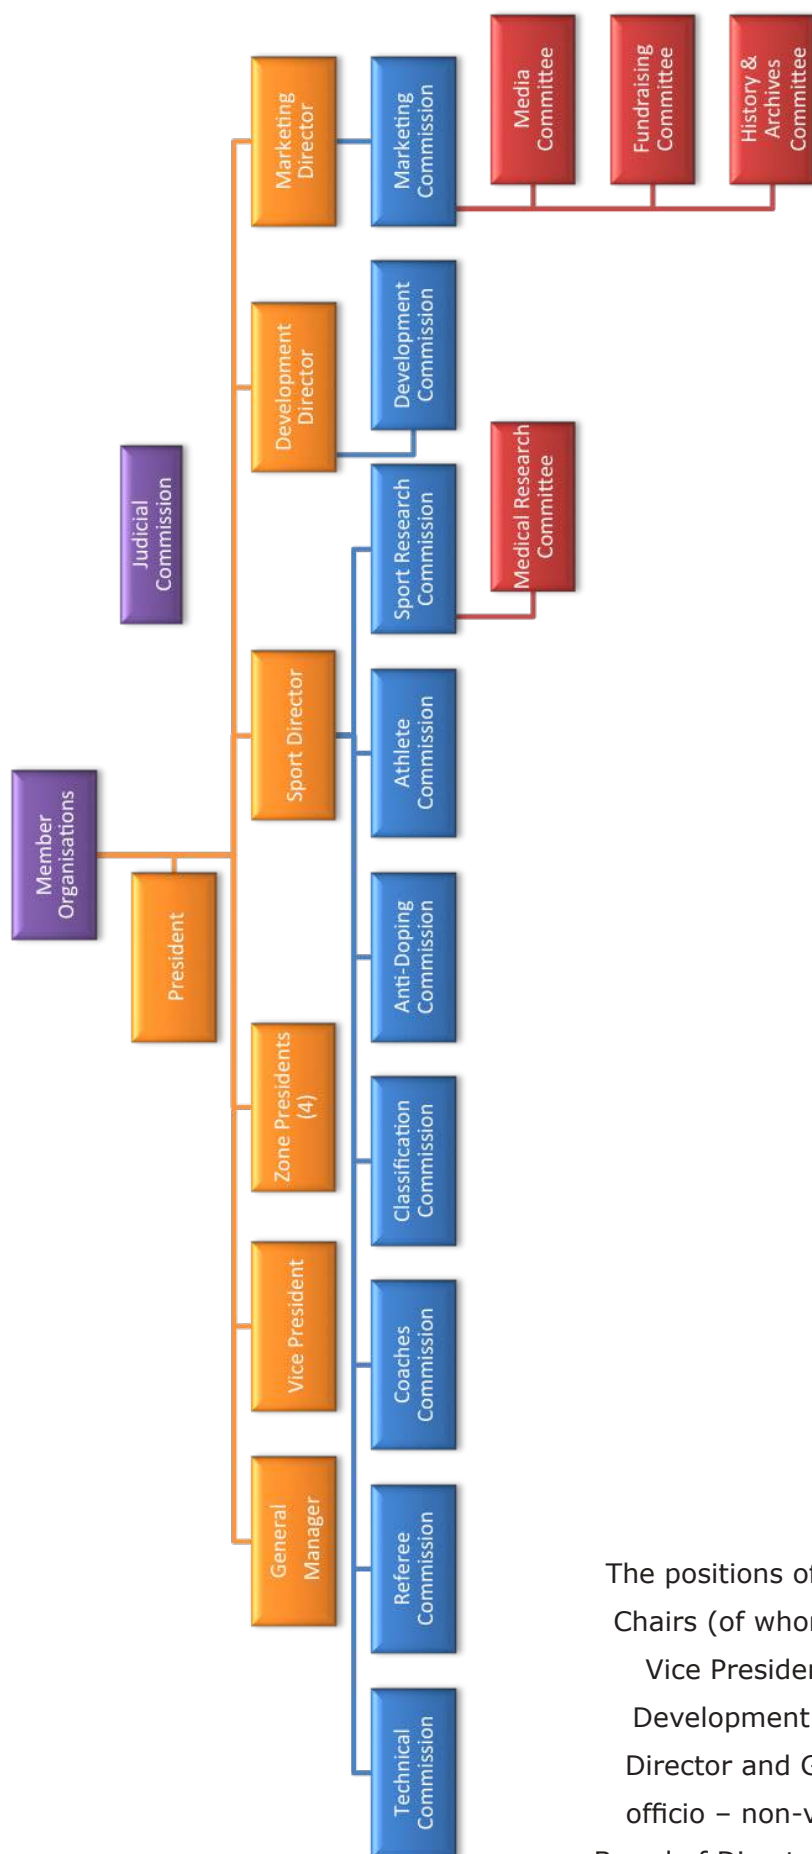 Member
Organisations
Judicial
Commission
President
General
Manager
Vice President
Zone Presidents
(4)
Sport Director
Development
Director
Marketing
Director
Technical
Commission
Referee
Commission
Coaches
Commission
Classification
Commission
Anti-Doping
Commission
Athlete
Commission
Sport Research
Commission
Development
Commission
Marketing
Commission
Medical Research
Committee
Media
Committee
Fundraising
Committee
History &
Archives
Committee
The positions of
Chairs (of
Vice
Development
Director and
officio –